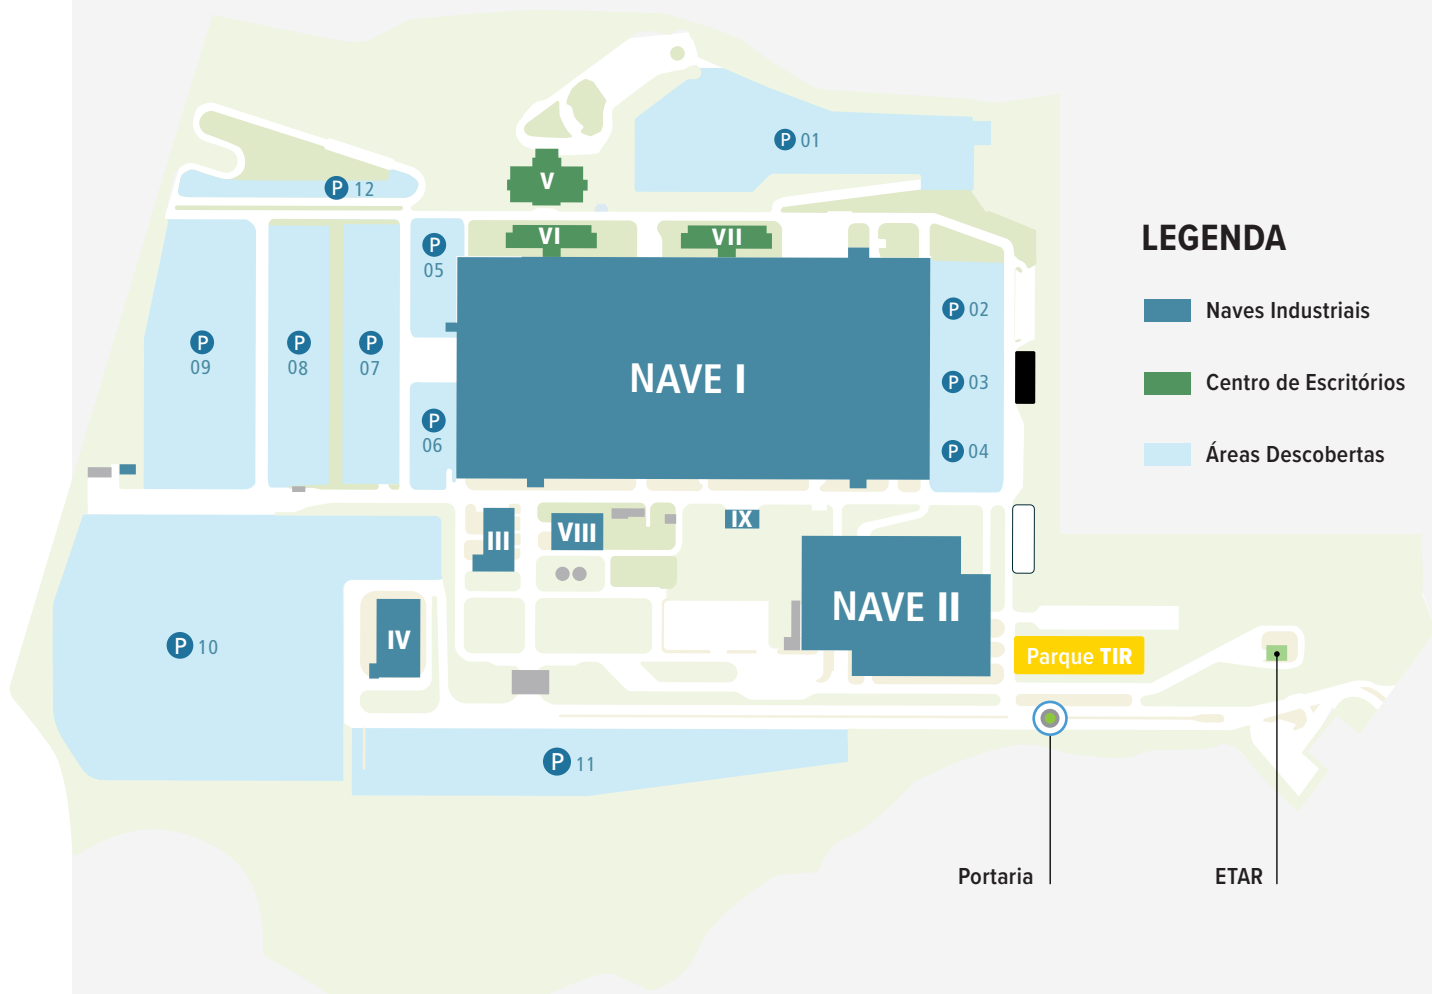 P 01
P 12
V
VI
VII
P
05
LEGENDA
P 02
Naves Industriais
P
09
P
08
P
07
NAVE I
P 03
Centro de Escritórios
P
06
P 04
Áreas Descobertas
III
VIII
IX
NAVE II
IV
P 10
Parque TIR
P 11
Portaria
ETAR